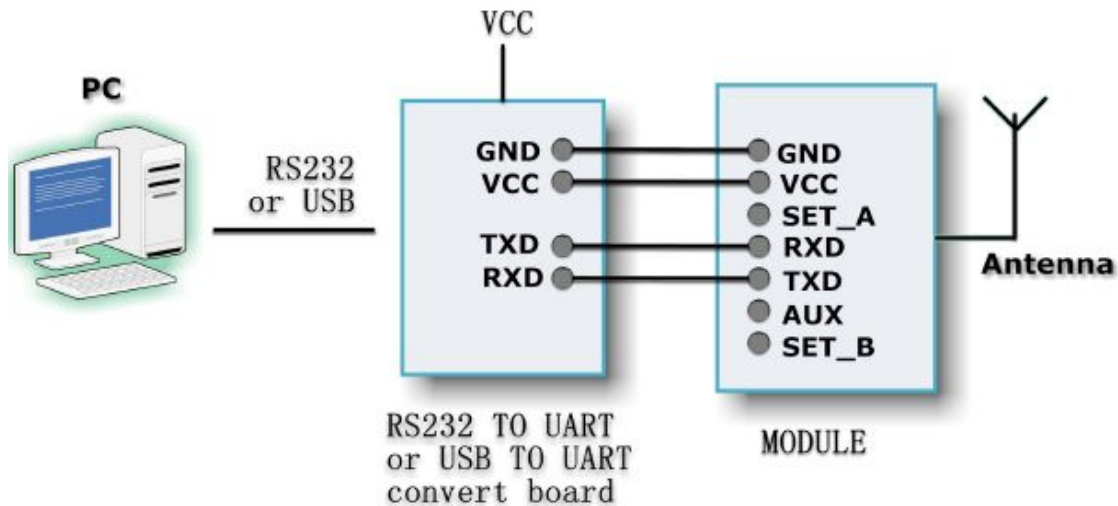 VCC
PC
RS232
or USB
GND
VCC
TXD
RXD
GND
VCC
SET_A
RXD
TXD
AUX
SET_B
Antenna
RS232 TO UART
or USB TO UART
convert board
MODULE